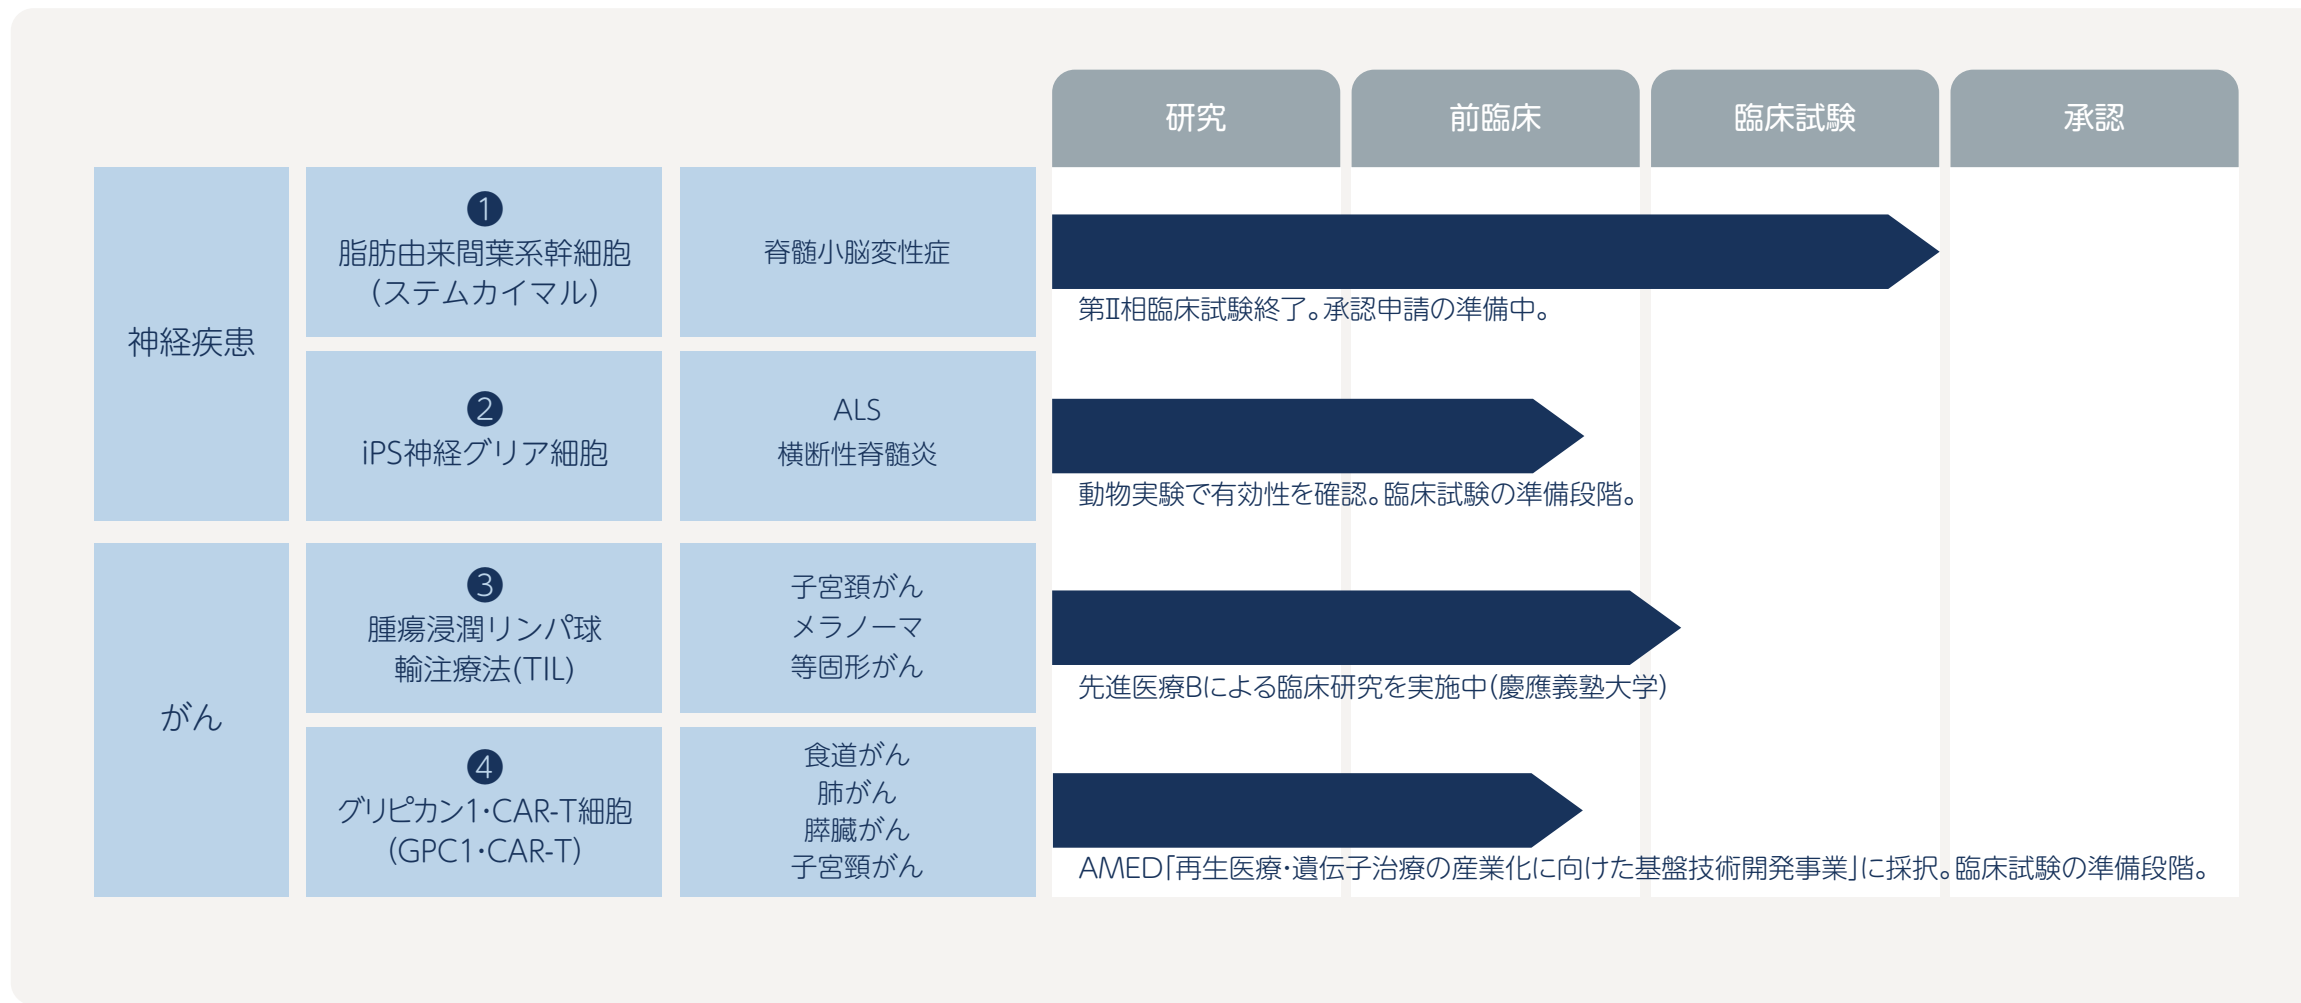 研究 前臨床 臨床試験 承認
神経疾患
❶
脂肪由来間葉系幹細胞
(ステムカイマル)
脊髄小脳変性症
第Ⅱ相臨床試験終了。承認申請の準備中。
❷
iPS神経グリア細胞
ALS
横断性脊髄炎
動物実験で有効性を確認。臨床試験の準備段階。
がん
❸
腫瘍浸潤リンパ球
輸注療法(TIL)
子宮頚がん
メラノーマ
等固形がん
先進医療Bによる臨床研究を実施中(慶應義塾大学)
❹
グリピカン1・CAR-T細胞
(GPC1・CAR-T)
食道がん
肺がん
膵臓がん
子宮頸がん
AMED「再生医療・遺伝子治療の産業化に向けた基盤技術開発事業」に採択。臨床試験の準備段階。